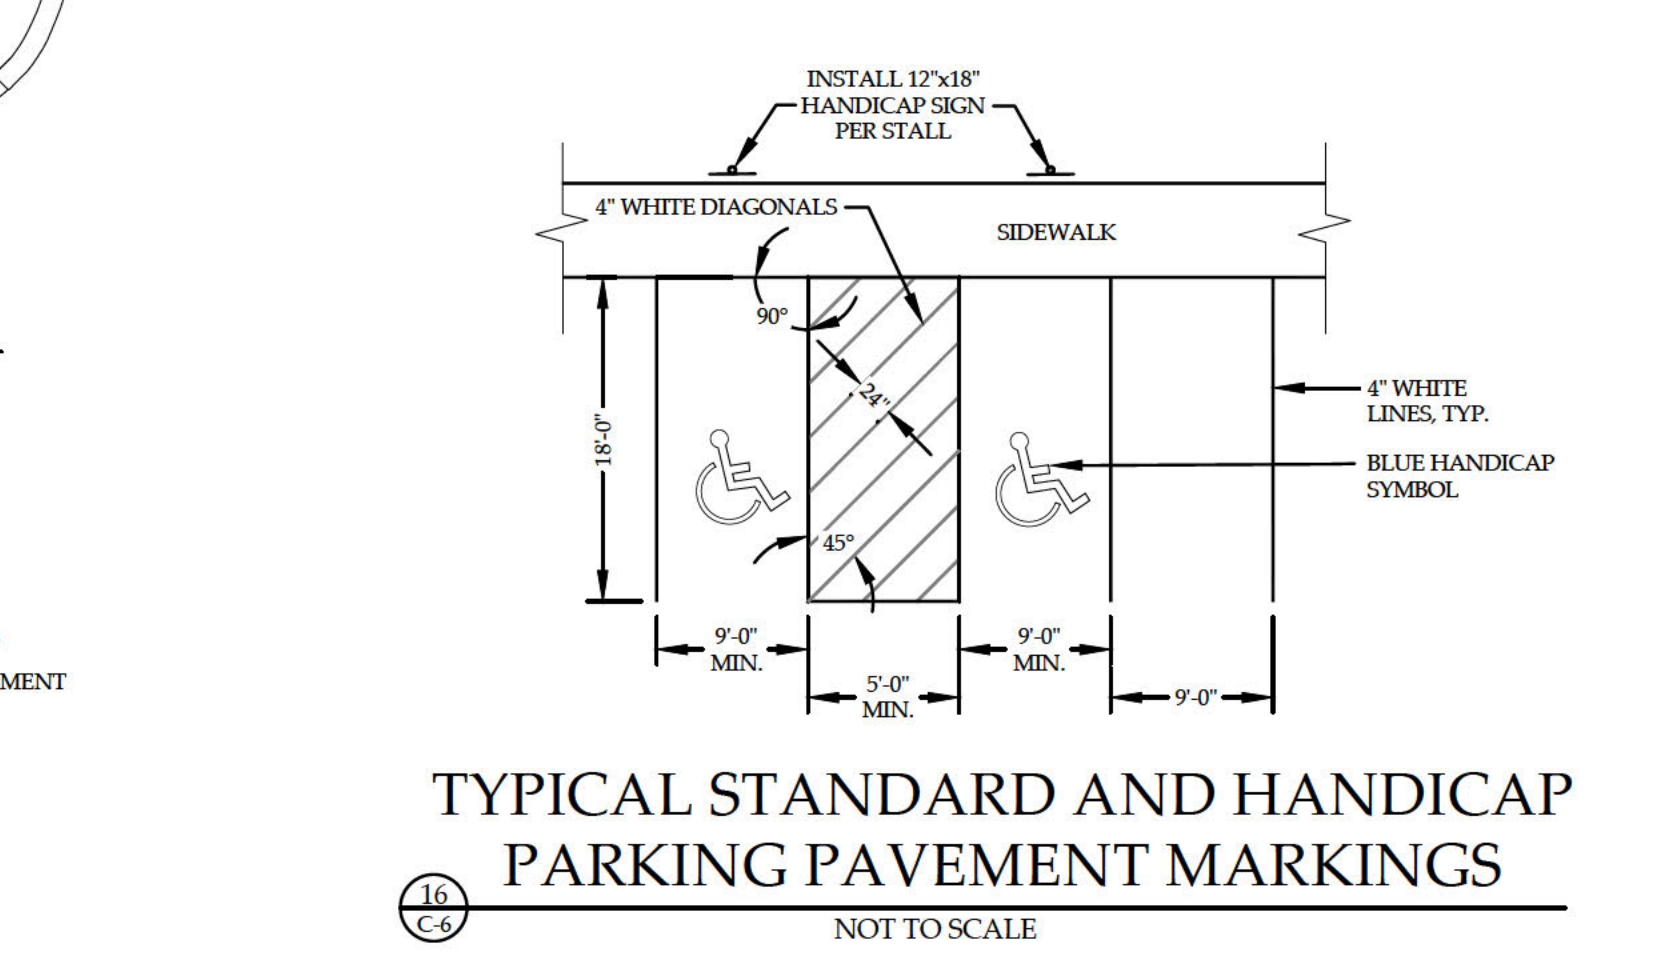 INSTALL 12"x18"
HANDICAP SIGN
PER STALL
4" WHITE DIAGONALS
SIDEWALK
90°
24"
4" WHITE
LINES, TYP.
18'-0"
BLUE HANDICAP
SYMBOL
45°
9'-0"
MIN.
9'-0"
MIN.
MENT
5'-0"
MIN.
9'-0"
TYPICAL STANDARD AND HANDICAP
PARKING PAVEMENT MARKINGS
16
C-6
NOT TO SCALE